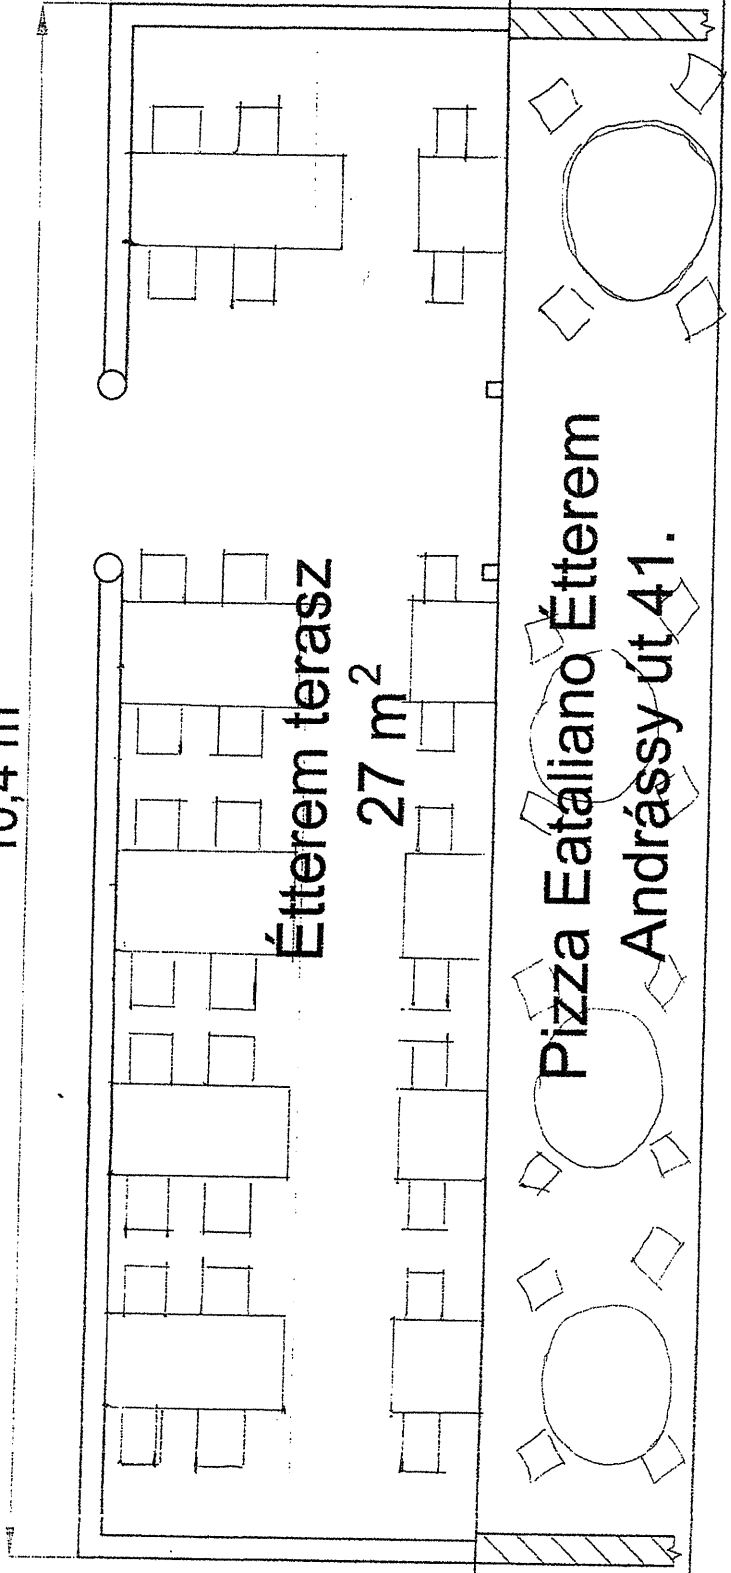 10,4 m
Étterem terasz
27 m²
Pizza Eataliano Étterem
Andrássy út 41.